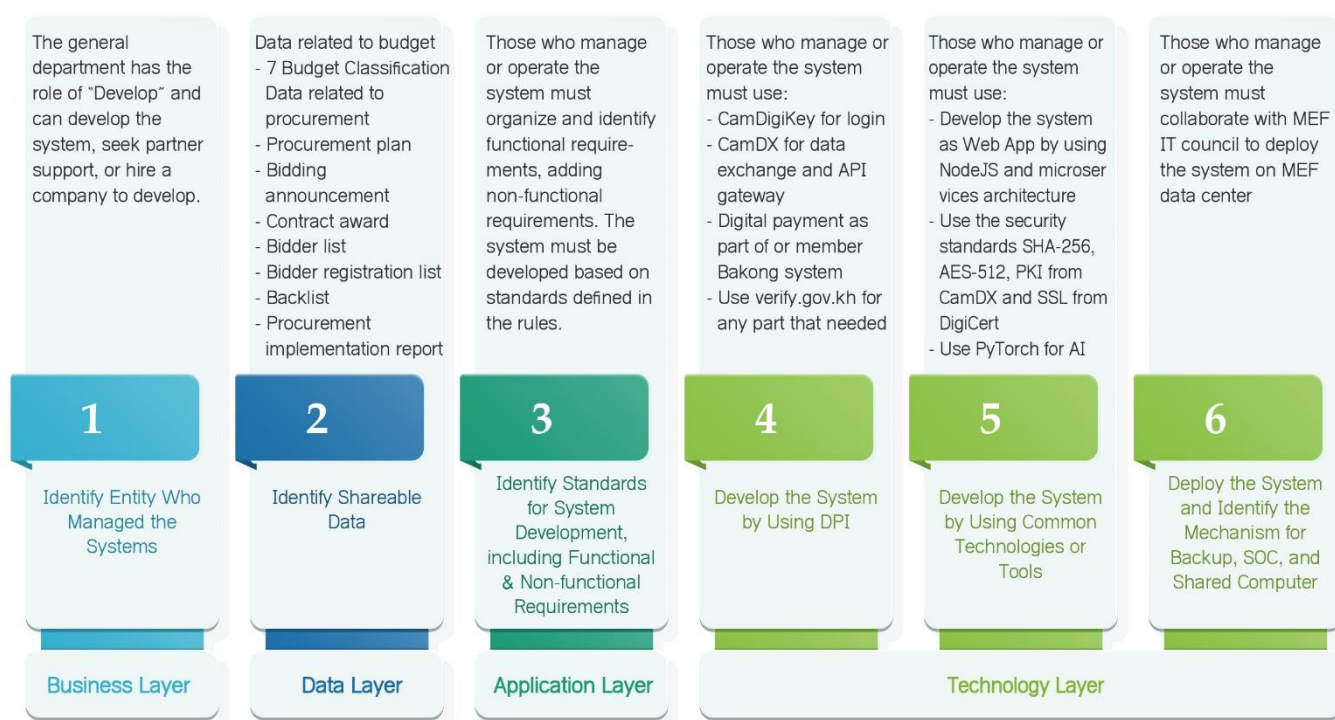 The general
department has the
role of “Develop” and
can develop the
system, seek partner
support, or hire a
company to develop.
1
Identify Entity Who
Managed the
Systems
Business Layer
Data related to budget
- 7 Budget Classification
Data related to
procurement
- Procurement plan
- Bidding
announcement
- Contract award
- Bidder list
- Bidder registration list
- Backlist
- Procurement
implementation report
2
Identify Shareable
Data
Data Layer
Those who manage
or operate the
system must
organize and identify
functional require-
ments, adding
non-functional
requirements. The
system must be
developed based on
standards defined in
the rules.
3
Identify Standards
for System
Development,
including Functional
& Non-functional
Requirements
Application Layer
Those who manage or
operate the system
must use:
- CamDigiKey for login
- CamDX for data
exchange and API
gateway
- Digital payment as
part of or member
Bakong system
- Use verify.gov.kh for
any part that needed
4
Develop the System
by Using DPI
Those who manage or
operate the system
must use:
- Develop the system
as Web App by using
NodeJS and microser
vices architecture
- Use the security
standards SHA-256,
AES-512, PKI from
CamDX and SSL from
DigiCert
- Use PyTorch for AI
5
Develop the System
by Using Common
Technologies or
Tools
Those who manage
or operate the
system must
collaborate with MEF
IT council to deploy
the system on MEF
data center
6
Deploy the System
and Identify the
Mechanism for
Backup, SOC, and
Shared Computer
Technology Layer